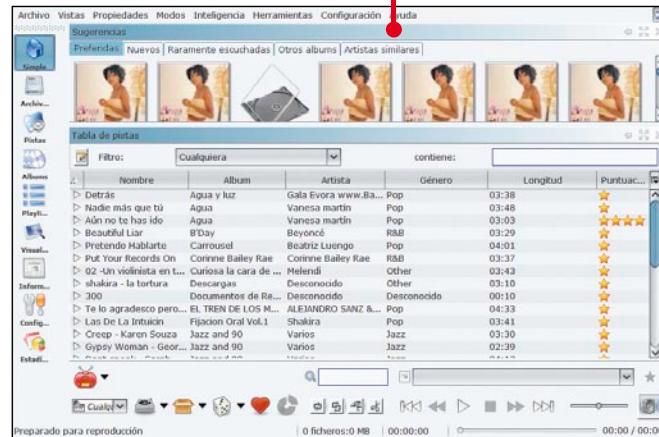 Archivo Vistas Propiedades Modos Inteligencia Herramientas Configuración Ayuda
Sugerencias
Preferidas Nuevos Raramente escuchadas Otros albums Artistas similares
Simple
Archiv...
Pistas
Albums
Playli...
Visual...
Inform...
Config...
Estadí...
Tabla de pistas
Filtro: Cualquiera contiene:
Nombre Album Artista Género Longitud Puntuac...
Detrás Agua y luz Gala Evora www.Ba... Pop 03:38
Nadie más que tú Agua Vanesa martín Pop 03:48
Aún no te has ido Agua Vanesa martín Pop 03:03
Beautiful Liar B'Day Beyoncé R&B 03:29
Pretendo Hablarte Carrousel Beatriz Luengo Pop 04:01
Put Your Records On Corinne Bailey Rae Corinne Bailey Rae R&B 03:37
02 -Un violinista en t... Curiosa la cara de ... Melendi Other 03:43
shakira - la tortura Descargas Desconocido Other 03:10
300 Documentos de Re... Desconocido Desconocido 00:10
Te lo agradesco pero... EL TREN DE LOS M... ALEJANDRO SANZ &... Pop 04:33
Las De La Intuicin Fijacion Oral Vol.1 Shakira Pop 03:41
Creep - Karen Souza Jazz and 90 Varios Jazz 03:30
Gypsy Woman - Geor... Jazz and 90 Varios Jazz 02:39
Cualq
Preparado para reproducción 0 ficheros:0 MB 00:00:00 00:00 / 00:0